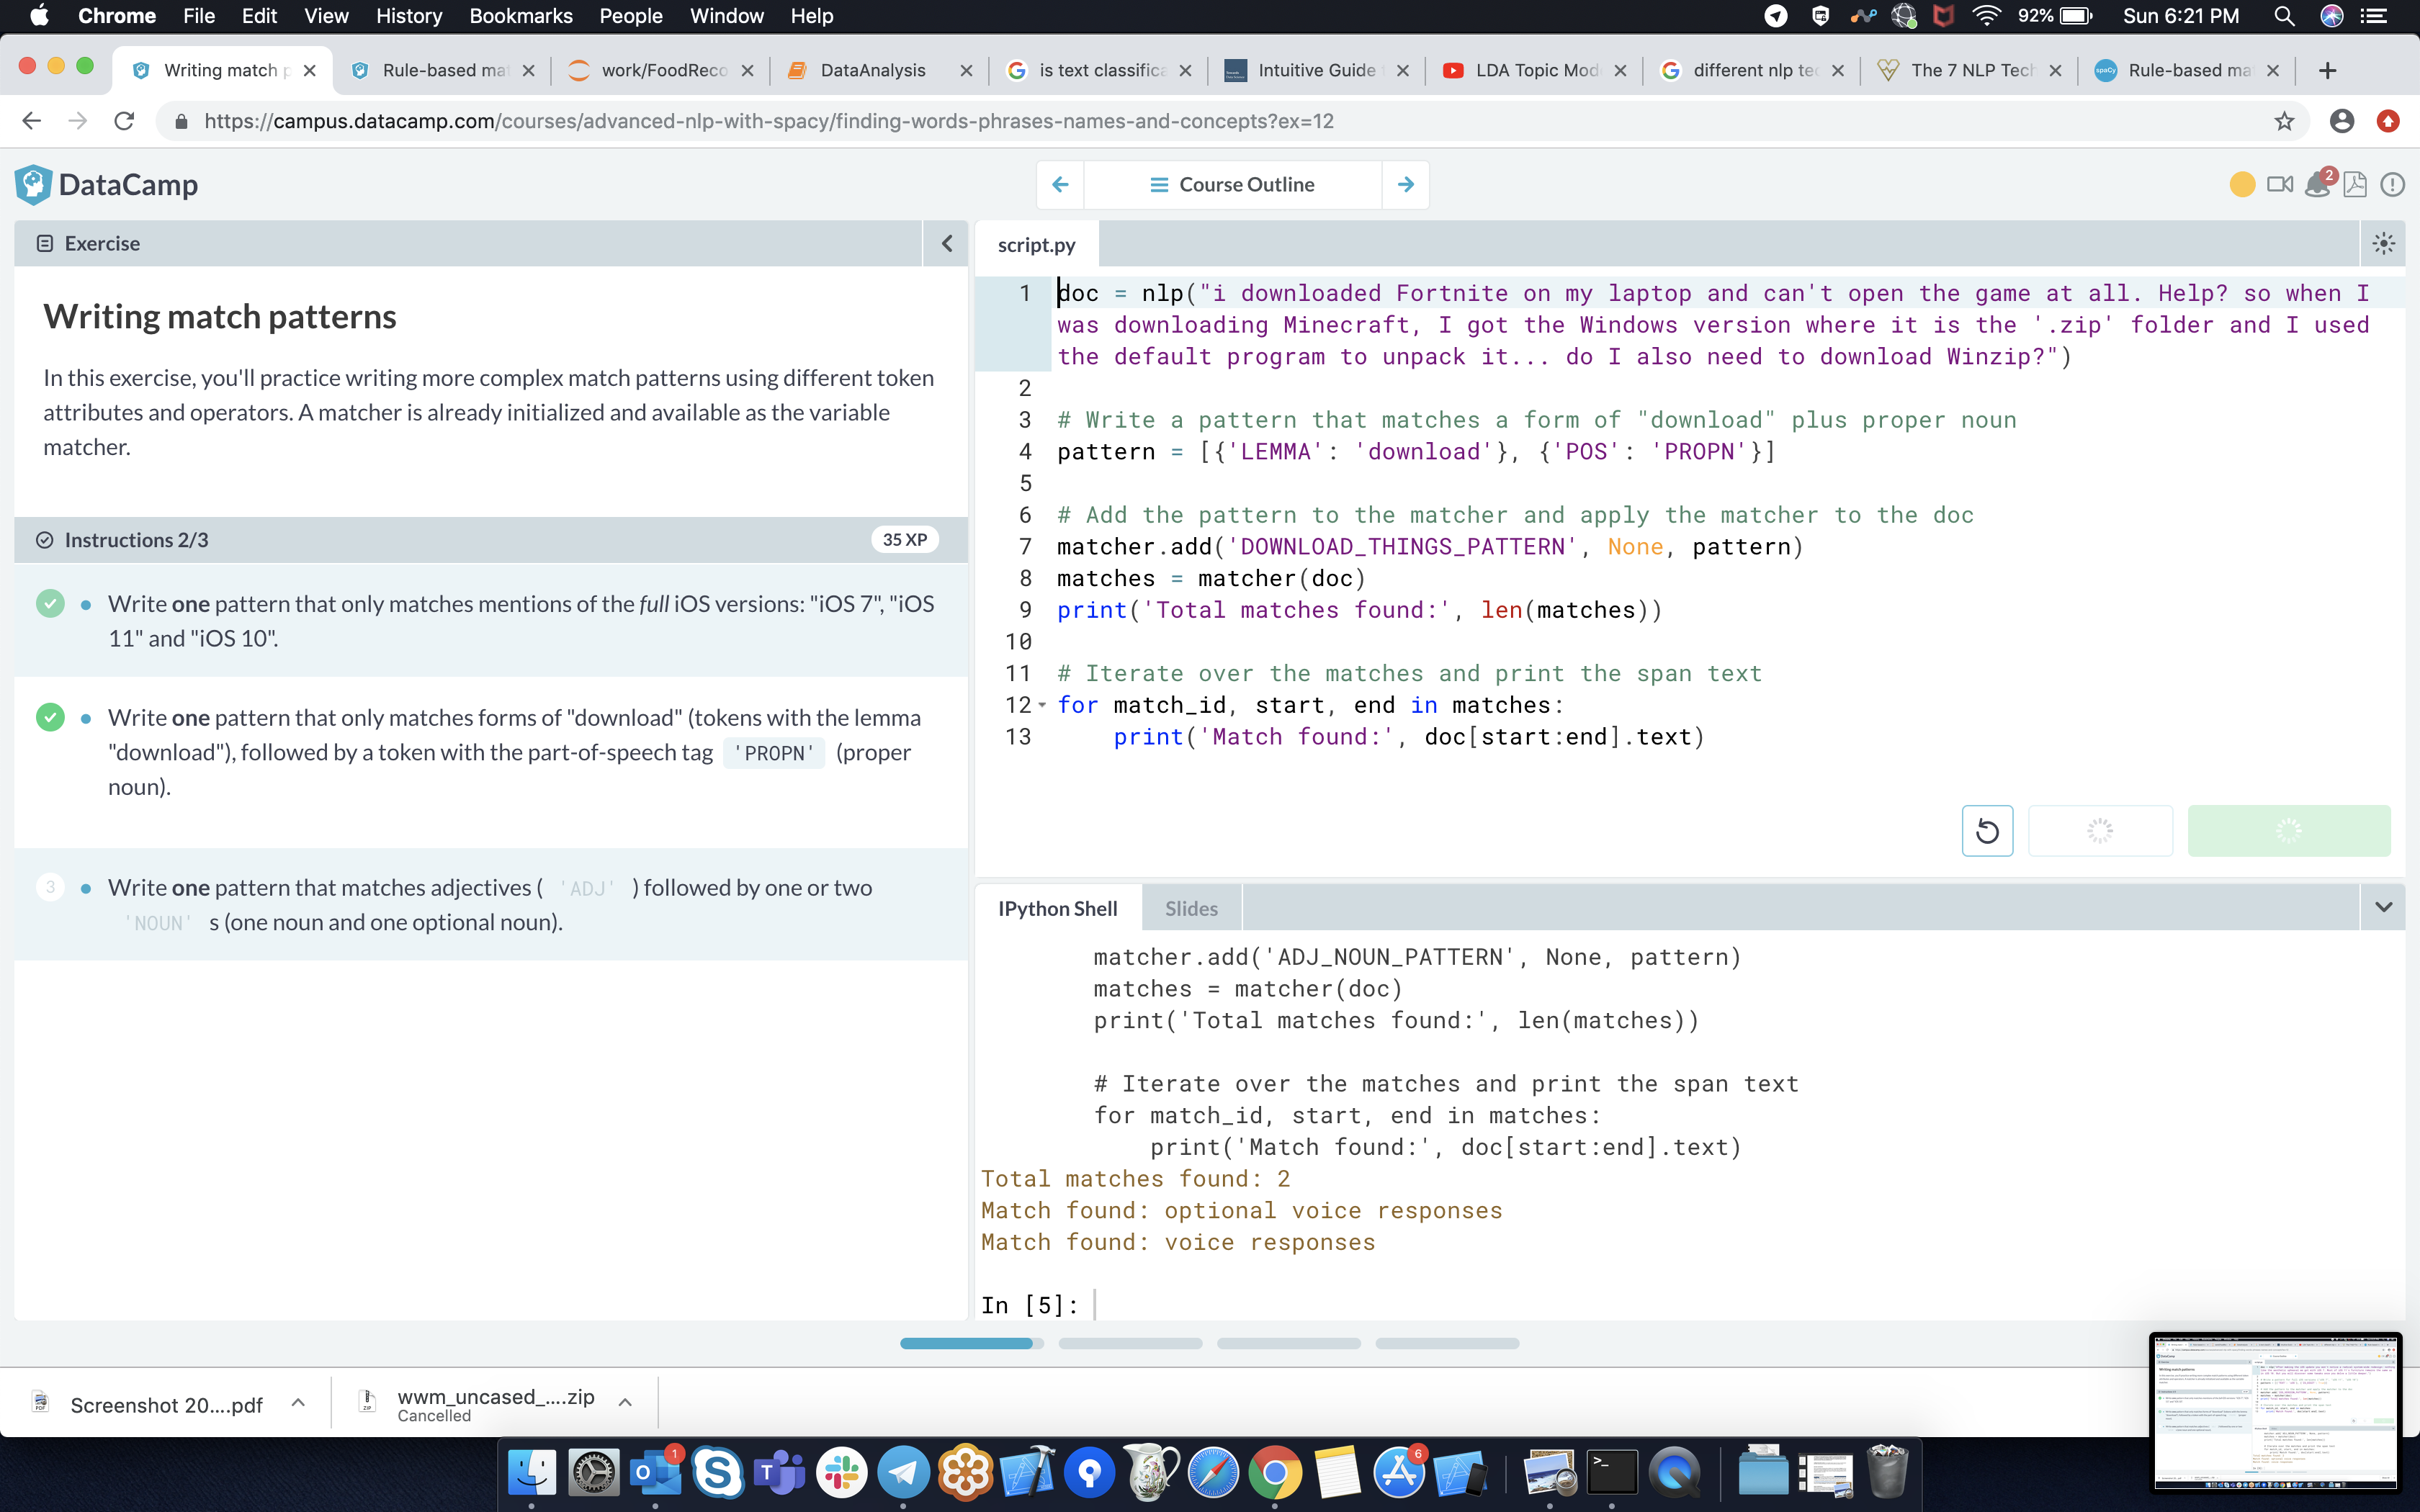 Chrome File Edit View History Bookmarks People Window Help 92% Sun 6:21 PM
Writing match p Rule-based ma work/FoodReco DataAnalysis is text classifica Intuitive Guide LDA Topic Mod different nlp tec The 7 NLP Tech Rule-based ma
https://campus.datacamp.com/courses/advanced-nlp-with-spacy/finding-words-phrases-names-and-concepts?ex=12
DataCamp
Course Outline
2
Exercise
Writing match patterns
In this exercise, you'll practice writing more complex match patterns using different token
attributes and operators. A matcher is already initialized and available as the variable
matcher.
Instructions 2/3
35 XP
Write one pattern that only matches mentions of the full iOS versions: "iOS 7", "iOS
11" and "iOS 10".
Write one pattern that only matches forms of "download" (tokens with the lemma
"download"), followed by a token with the part-of-speech tag 'PROPN' (proper
noun).
3
Write one pattern that matches adjectives ( 'ADJ' ) followed by one or two
'NOUN' s (one noun and one optional noun).
script.py
1 doc = nlp("i downloaded Fortnite on my laptop and can't open the game at all. Help? so when I
was downloading Minecraft, I got the Windows version where it is the '.zip' folder and I used
the default program to unpack it... do I also need to download Winzip?")
2
3 # Write a pattern that matches a form of "download" plus proper noun
4 pattern = [{'LEMMA': 'download'}, {'POS': 'PROPN'}]
5
6 # Add the pattern to the matcher and apply the matcher to the doc
7 matcher.add('DOWNLOAD_THINGS_PATTERN', None, pattern)
8 matches = matcher(doc)
9 print('Total matches found:', len(matches))
10
11 # Iterate over the matches and print the span text
12 for match_id, start, end in matches:
13 print('Match found:', doc[start:end].text)
IPython Shell
Slides
matcher.add('ADJ_NOUN_PATTERN', None, pattern)
matches = matcher(doc)
print('Total matches found:', len(matches))
# Iterate over the matches and print the span text
for match_id, start, end in matches:
print('Match found:', doc[start:end].text)
Total matches found: 2
Match found: optional voice responses
Match found: voice responses
In [5]:
Screenshot 20....pdf
wwm_uncased_....zip
Cancelled
1
6